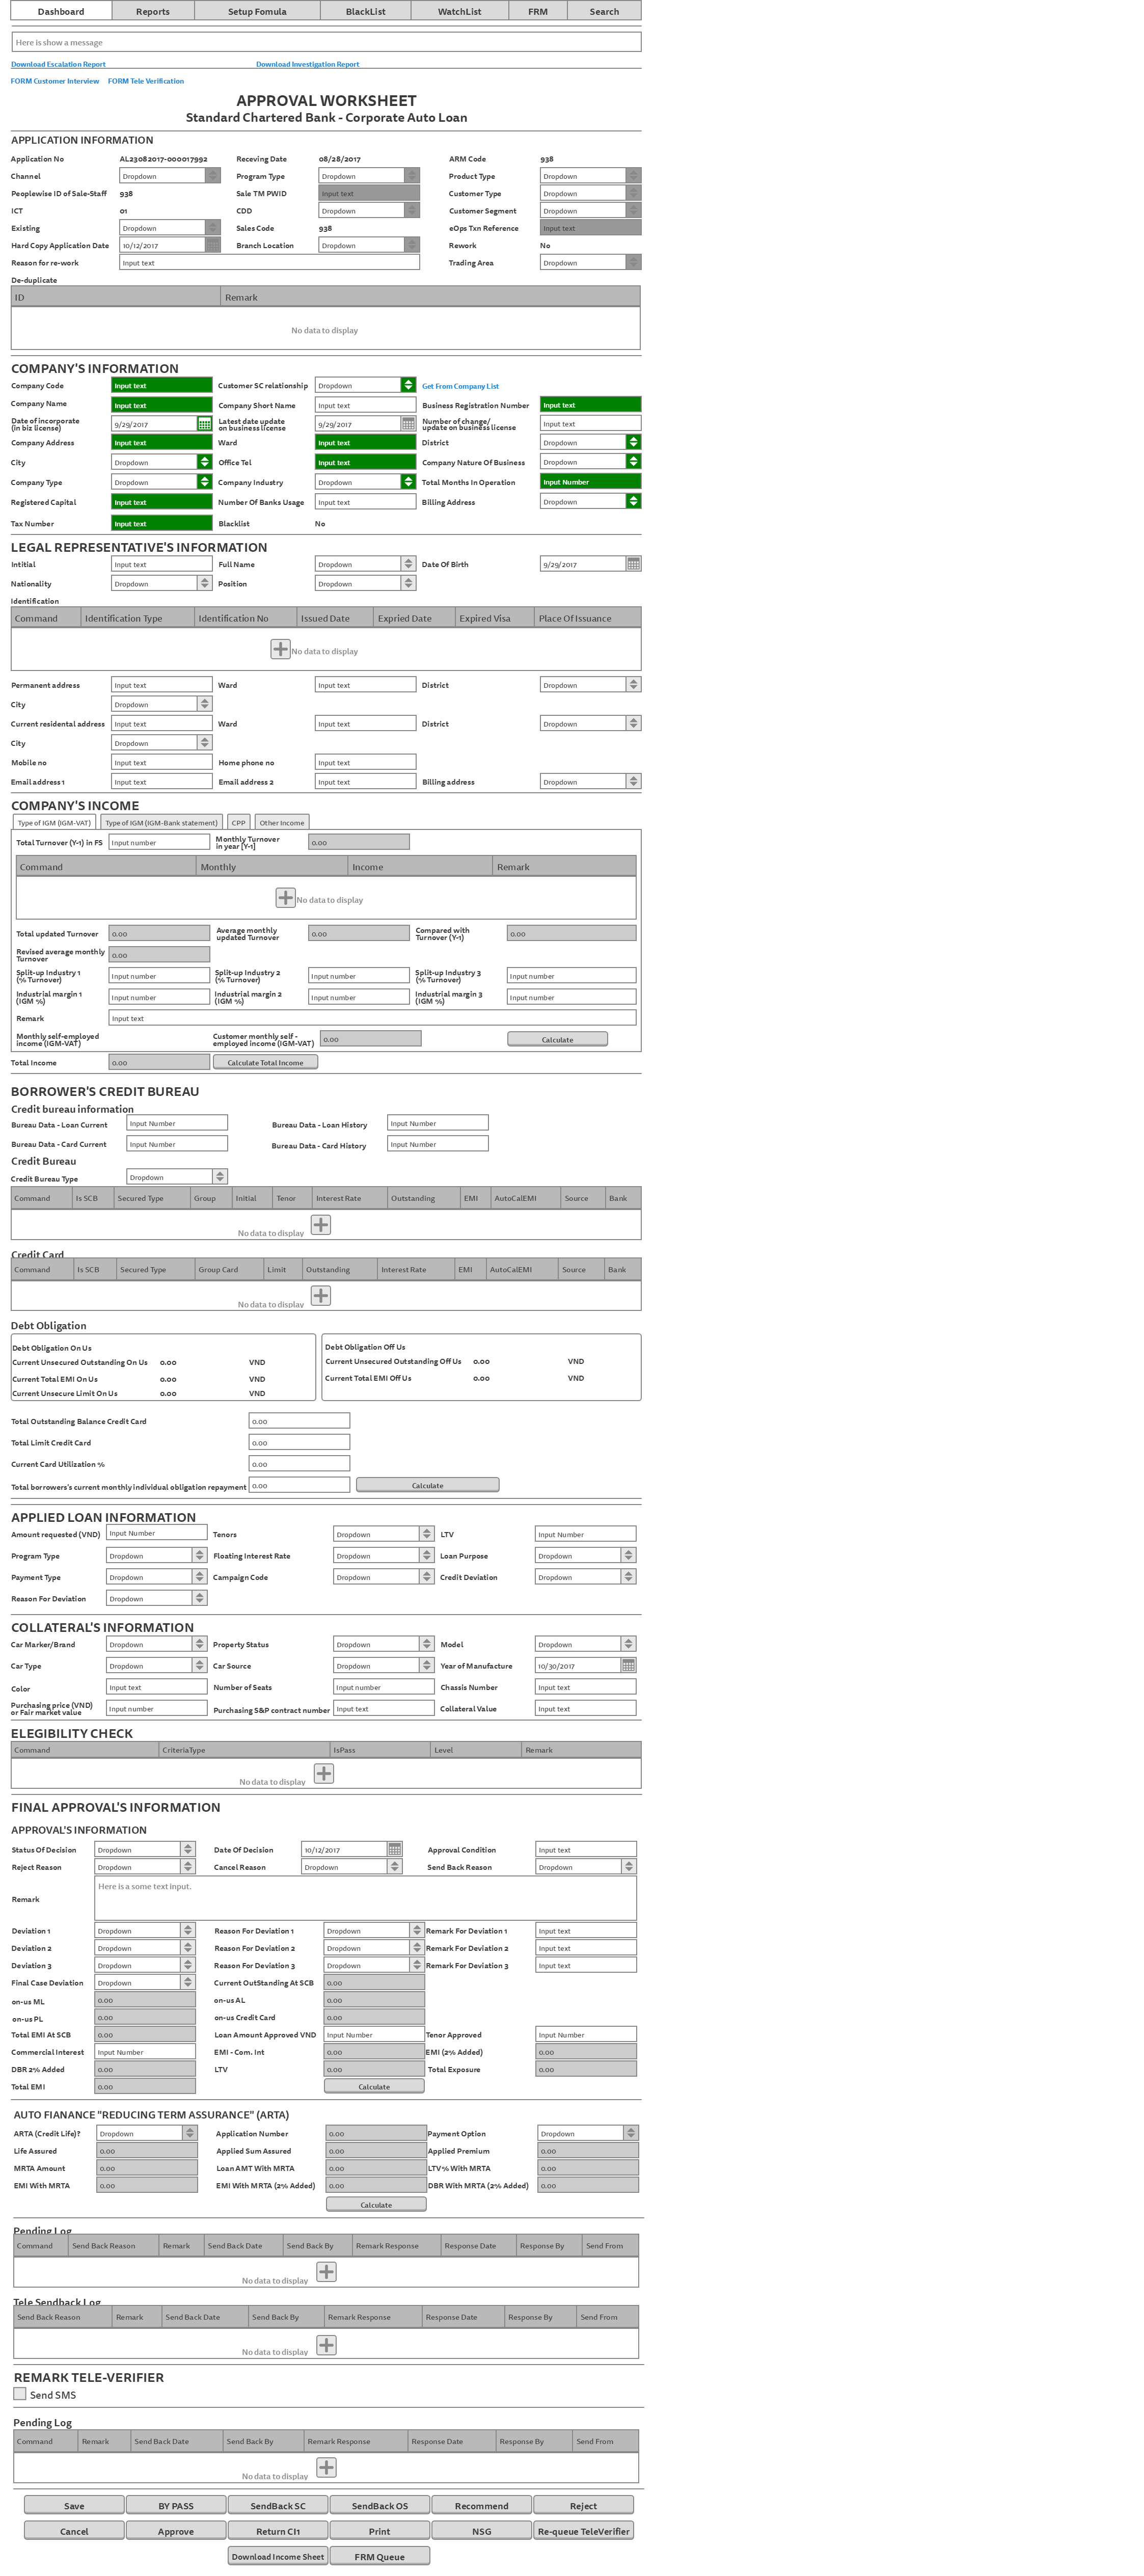 Dashboard Reports Setup Fomula BlackList WatchList FRM Search
Here is show a message
Download Escalation Report Download Investigation Report
FORM Customer Interview FORM Tele Verification
APPROVAL WORKSHEET
Standard Chartered Bank - Corporate Auto Loan
APPLICATION INFORMATION
Application No AL23082017-000017992 Receving Date 08/28/2017 ARM Code 938
Channel Dropdown Program Type Dropdown Product Type Dropdown
Peoplewise ID of Sale-Staff 938 Sale TM PWID Input text Customer Type Dropdown
ICT 01 CDD Dropdown Customer Segment Dropdown
Existing Dropdown Sales Code 938 eOps Txn Reference Input text
Hard Copy Application Date 10/12/2017 Branch Location Dropdown Rework No
Reason for re-work Input text Trading Area Dropdown
De-duplicate
ID Remark
No data to display
COMPANY'S INFORMATION
Company Code Input text Customer SC relationship Dropdown Get From Company List
Company Name Input text Company Short Name Input text Business Registration Number Input text
Date of incorporate (in biz license) 9/29/2017 Latest date update on business license 9/29/2017 Number of change/ update on business license Input text
Company Address Input text Ward Input text District Dropdown
City Dropdown Office Tel Input text Company Nature Of Business Dropdown
Company Type Dropdown Company Industry Dropdown Total Months In Operation Input Number
Registered Capital Input text Number Of Banks Usage Input text Billing Address Dropdown
Tax Number Input text Blacklist No
LEGAL REPRESENTATIVE'S INFORMATION
Intitial Input text Full Name Dropdown Date Of Birth 9/29/2017
Nationality Dropdown Position Dropdown
Identification
Command Identification Type Identification No Issued Date Expried Date Expired Visa Place Of Issuance
No data to display
Permanent address Input text Ward Input text District Dropdown
City Dropdown
Current residental address Input text Ward Input text District Dropdown
City Dropdown
Mobile no Input text Home phone no Input text
Email address 1 Input text Email address 2 Input text Billing address Dropdown
COMPANY'S INCOME
Type of IGM (IGM-VAT) Type of IGM (IGM-Bank statement) CPP Other Income
Total Turnover (Y-1) in FS Input number Monthly Turnover in year [Y-1] 0.00
Command Monthly Income Remark
No data to display
Total updated Turnover 0.00 Average monthly updated Turnover 0.00 Compared with Turnover (Y-1) 0.00
Revised average monthly Turnover 0.00
Split-up Industry 1 (% Turnover) Input number Split-up Industry 2 (% Turnover) Input number Split-up Industry 3 (% Turnover) Input number
Industrial margin 1 (IGM %) Input number Industrial margin 2 (IGM %) Input number Industrial margin 3 (IGM %) Input number
Remark Input text
Monthly self-employed income (IGM-VAT) Customer monthly self - employed income (IGM-VAT) 0.00 Calculate
Total Income 0.00 Calculate Total Income
BORROWER'S CREDIT BUREAU
Credit bureau information
Bureau Data - Loan Current Input Number Bureau Data - Loan History Input Number
Bureau Data - Card Current Input Number Bureau Data - Card History Input Number
Credit Bureau
Credit Bureau Type Dropdown
Command Is SCB Secured Type Group Initial Tenor Interest Rate Outstanding EMI AutoCalEMI Source Bank
No data to display
Credit Card
Command Is SCB Secured Type Group Card Limit Outstanding Interest Rate EMI AutoCalEMI Source Bank
No data to display
Debt Obligation
Debt Obligation On Us Debt Obligation Off Us
Current Unsecured Outstanding On Us 0.00 VND Current Unsecured Outstanding Off Us 0.00 VND
Current Total EMI On Us 0.00 VND Current Total EMI Off Us 0.00 VND
Current Unsecure Limit On Us 0.00 VND
Total Outstanding Balance Credit Card 0.00
Total Limit Credit Card 0.00
Current Card Utilization % 0.00
Total borrowers's current monthly individual obligation repayment 0.00 Calculate
APPLIED LOAN INFORMATION
Amount requested (VND) Input Number Tenors Dropdown LTV Input Number
Program Type Dropdown Floating Interest Rate Dropdown Loan Purpose Dropdown
Payment Type Dropdown Campaign Code Dropdown Credit Deviation Dropdown
Reason For Deviation Dropdown
COLLATERAL'S INFORMATION
Car Marker/Brand Dropdown Property Status Dropdown Model Dropdown
Car Type Dropdown Car Source Dropdown Year of Manufacture 10/30/2017
Color Input text Number of Seats Input number Chassis Number Input text
Purchasing price (VND) or Fair market value Input number Purchasing S&P contract number Input text Collateral Value Input text
ELEGIBILITY CHECK
Command CriteriaType IsPass Level Remark
No data to display
FINAL APPROVAL'S INFORMATION
APPROVAL'S INFORMATION
Status Of Decision Dropdown Date Of Decision 10/12/2017 Approval Condition Input text
Reject Reason Dropdown Cancel Reason Dropdown Send Back Reason Dropdown
Remark Here is a some text input.
Deviation 1 Dropdown Reason For Deviation 1 Dropdown Remark For Deviation 1 Input text
Deviation 2 Dropdown Reason For Deviation 2 Dropdown Remark For Deviation 2 Input text
Deviation 3 Dropdown Reason For Deviation 3 Dropdown Remark For Deviation 3 Input text
Final Case Deviation Dropdown Current OutStanding At SCB 0.00
on-us ML 0.00 on-us AL 0.00
on-us PL 0.00 on-us Credit Card 0.00
Total EMI At SCB 0.00 Loan Amount Approved VND Input Number Tenor Approved Input Number
Commercial Interest Input Number EMI - Com. Int 0.00 EMI (2% Added) 0.00
DBR 2% Added 0.00 LTV 0.00 Total Exposure 0.00
Total EMI 0.00 Calculate
AUTO FIANANCE "REDUCING TERM ASSURANCE" (ARTA)
ARTA (Credit Life)? Dropdown Application Number 0.00 Payment Option Dropdown
Life Assured 0.00 Applied Sum Assured 0.00 Applied Premium 0.00
MRTA Amount 0.00 Loan AMT With MRTA 0.00 LTV% With MRTA 0.00
EMI With MRTA 0.00 EMI With MRTA (2% Added) 0.00 DBR With MRTA (2% Added) 0.00
Calculate
Pending Log
Command Send Back Reason Remark Send Back Date Send Back By Remark Response Response Date Response By Send From
No data to display
Tele Sendback Log
Send Back Reason Remark Send Back Date Send Back By Remark Response Response Date Response By Send From
No data to display
REMARK TELE-VERIFIER
Send SMS
Pending Log
Command Remark Send Back Date Send Back By Remark Response Response Date Response By Send From
No data to display
Save BY PASS SendBack SC SendBack OS Recommend Reject
Cancel Approve Return CI1 Print NSG Re-queue TeleVerifier
Download Income Sheet FRM Queue